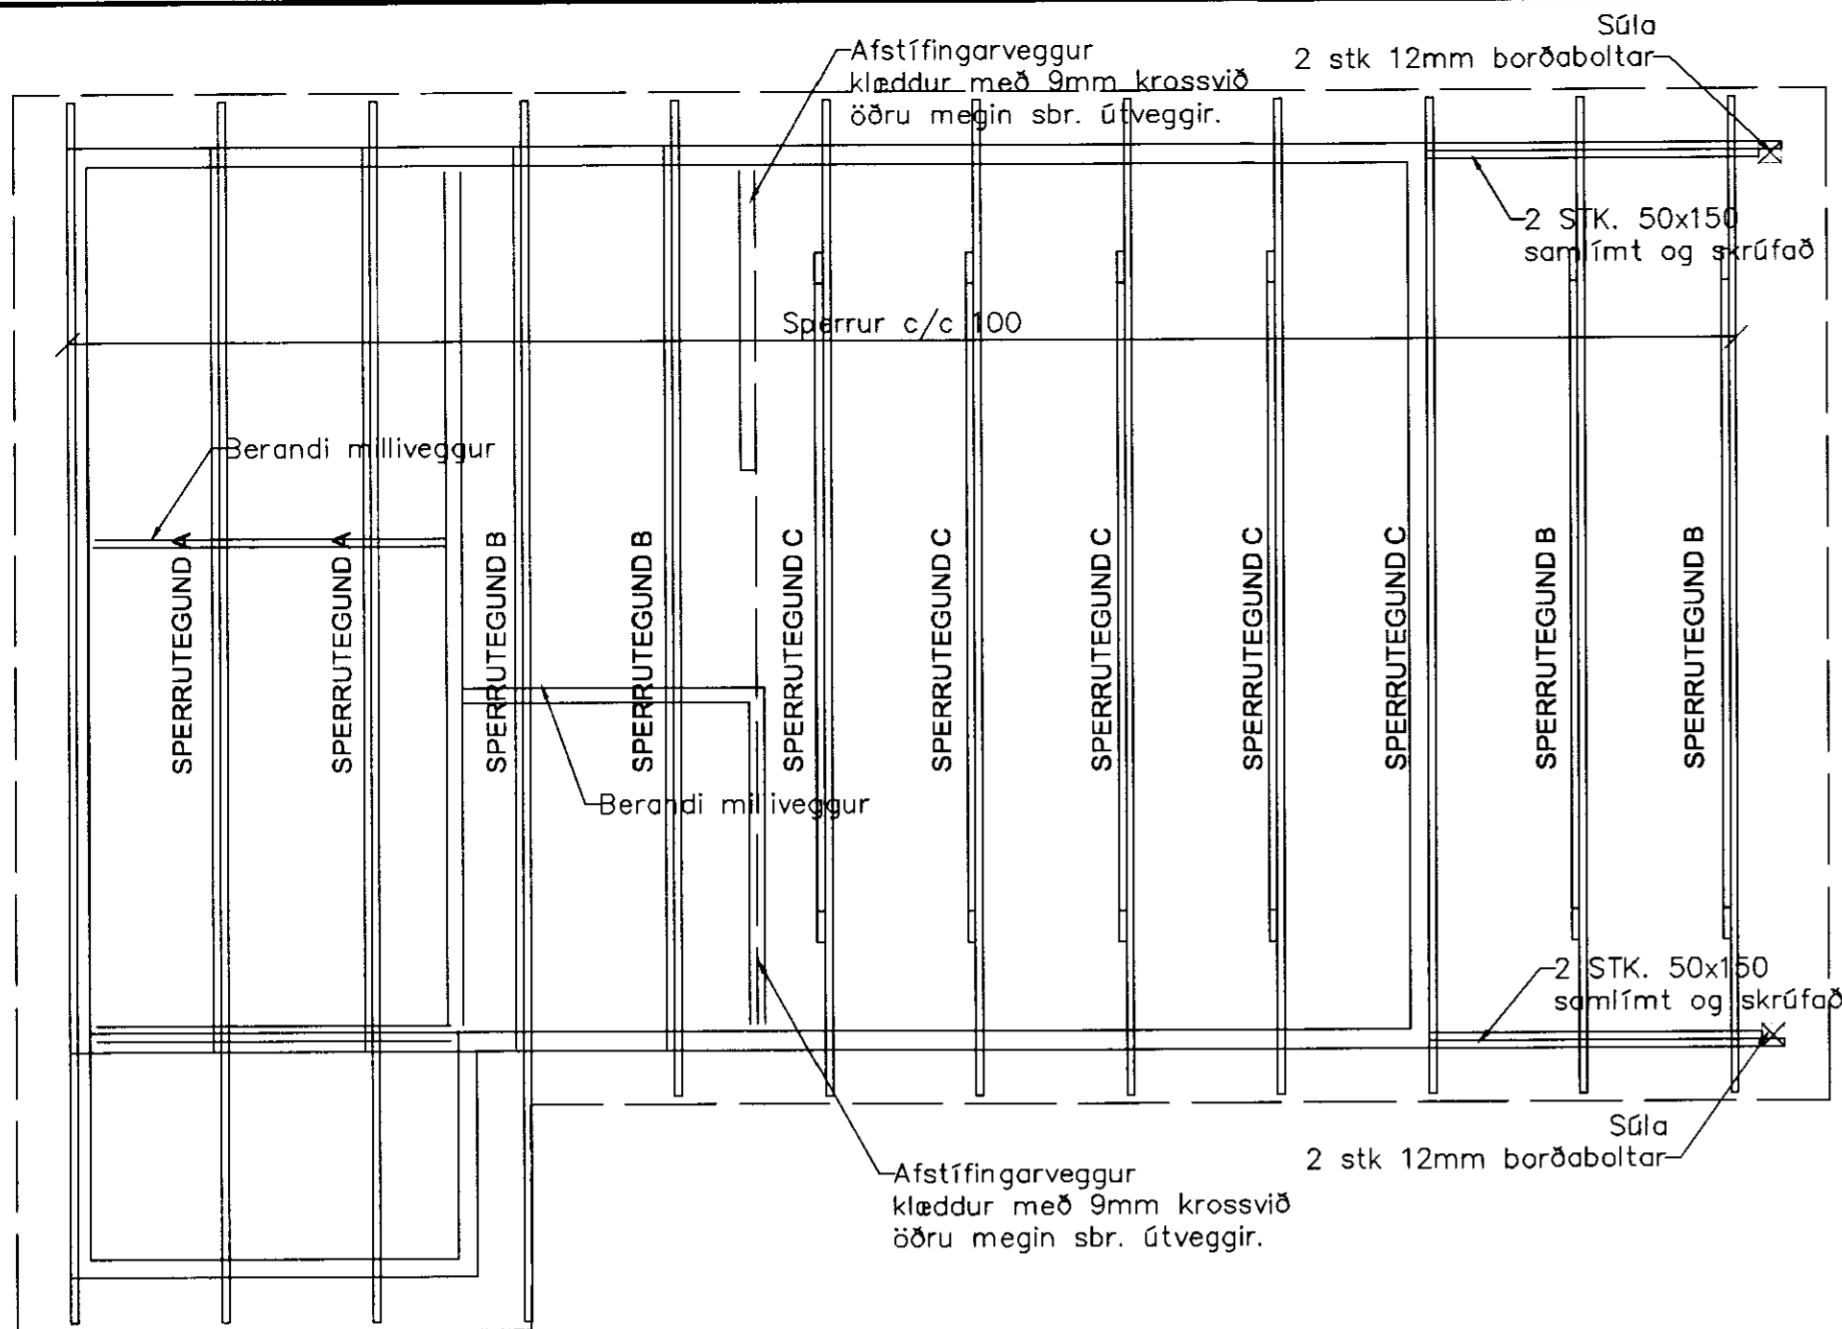 Afstífingarveggur
klæddur með 9mm krossvið
öðru megin sbr. útveggir.
Súla
2 stk 12mm borðaboltar
2 STK. 50x150
samlímt og skrúfað
Sperrur c/c 100
Berandi milliveggur
SPERRUTEGUND A
SPERRUTEGUND A
SPERRUTEGUND B
SPERRUTEGUND B
SPERRUTEGUND C
SPERRUTEGUND C
SPERRUTEGUND C
SPERRUTEGUND C
SPERRUTEGUND C
SPERRUTEGUND B
SPERRUTEGUND B
Berandi milliveggur
2 STK. 50x150
samlímt og skrúfað
Súla
2 stk 12mm borðaboltar
Afstífingarveggur
klæddur með 9mm krossvið
öðru megin sbr. útveggir.